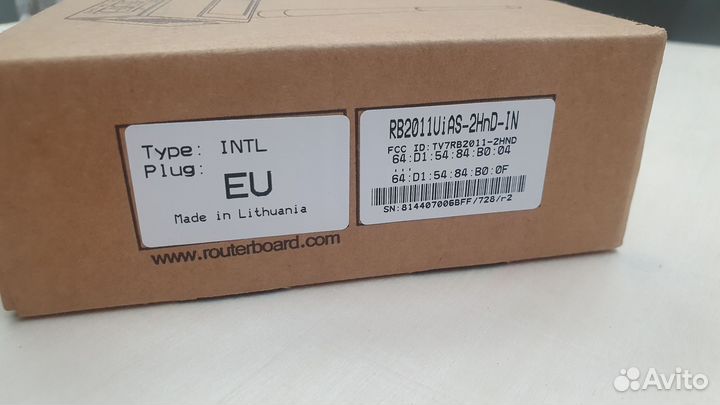 Type: INTL
Plug:
EU
Made in Lithuania
www.routerboard.com
RB2011UiAS-2HnD-IN
FCC ID:TV7RB2011-2HND
64:D1:54:84:B0:04
...
64:D1:54:84:B0:0F
SN:814407006BFF/728/r2
Avito